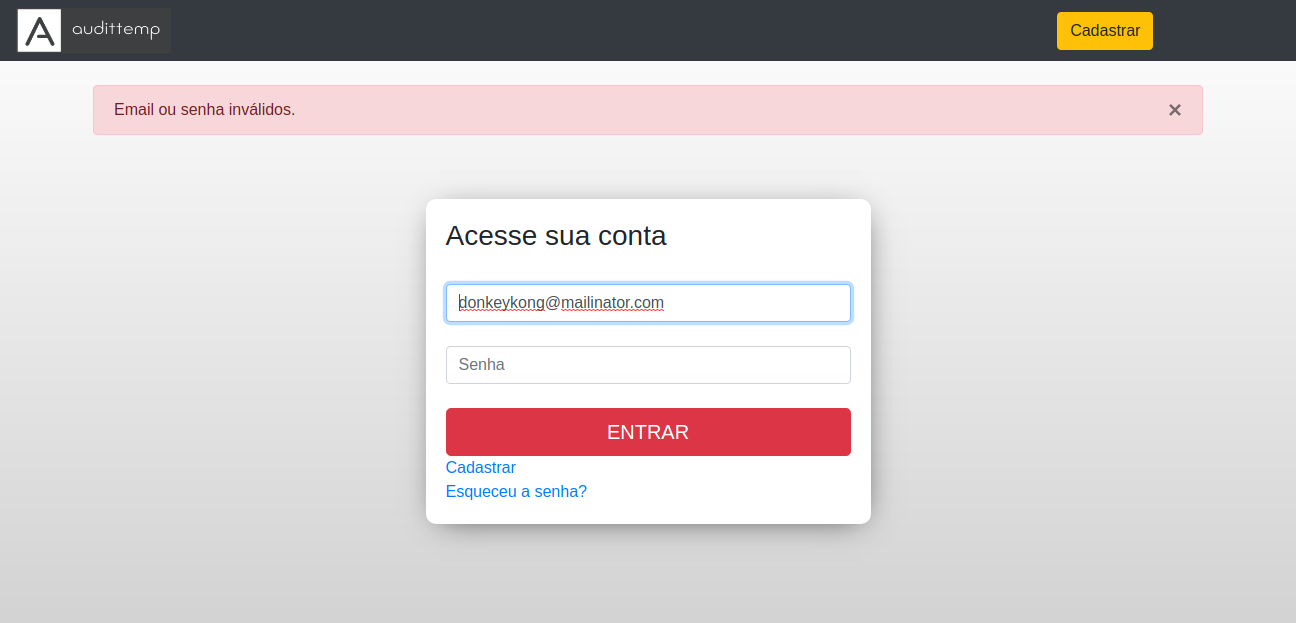 audittemp
Cadastrar
Email ou senha inválidos.
×
Acesse sua conta
donkeykong@mailinator.com
Senha
ENTRAR
Cadastrar
Esqueceu a senha?